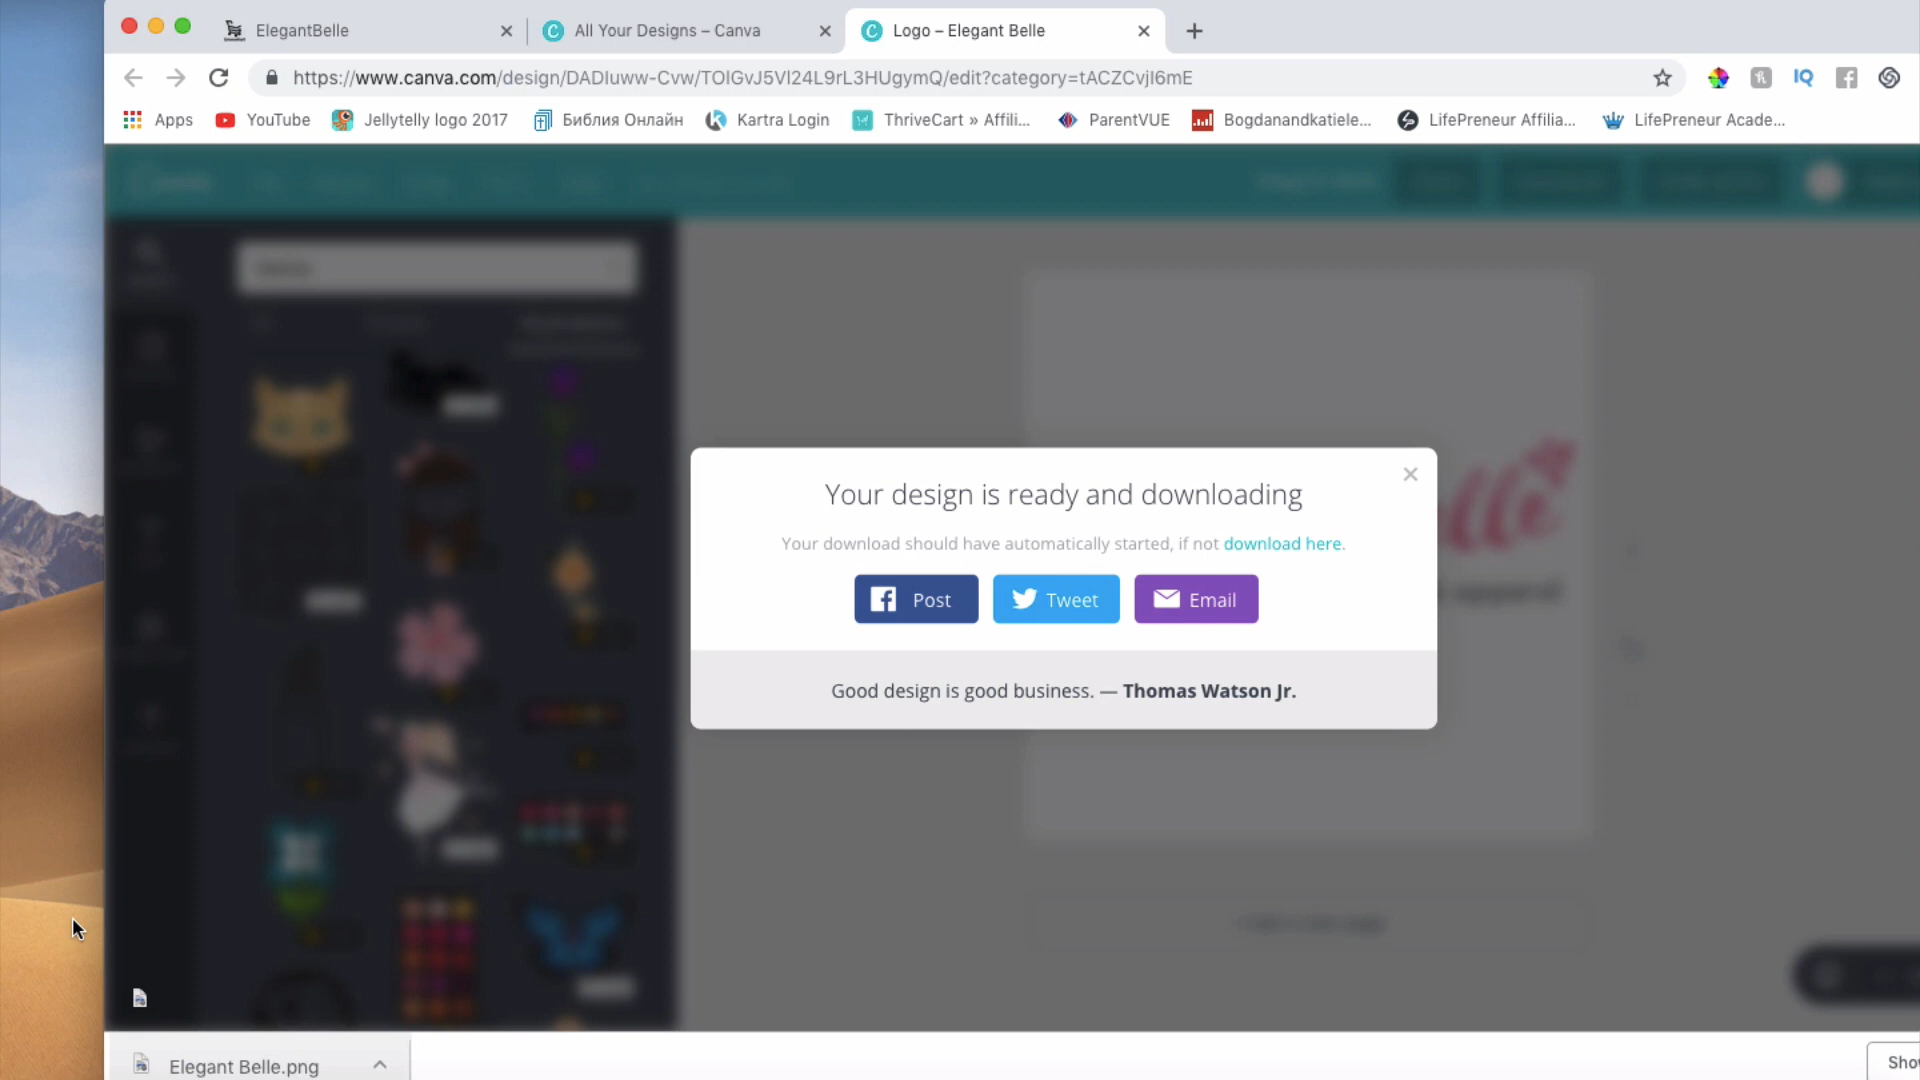 ElegantBelle
All Your Designs – Canva
Logo – Elegant Belle
https://www.canva.com/design/DADIuww-Cvw/TOlGvJ5Vl24L9rL3HUgymQ/edit?category=tACZCvjI6mE
IQ
Apps
YouTube
Jellytelly logo 2017
Библия Онлайн
Kartra Login
ThriveCart » Affili...
ParentVUE
Bogdanandkatiele...
LifePreneur Affilia...
LifePreneur Acade...
Your design is ready and downloading
Your download should have automatically started, if not download here.
Post
Tweet
Email
Good design is good business. — Thomas Watson Jr.
Elegant Belle.png